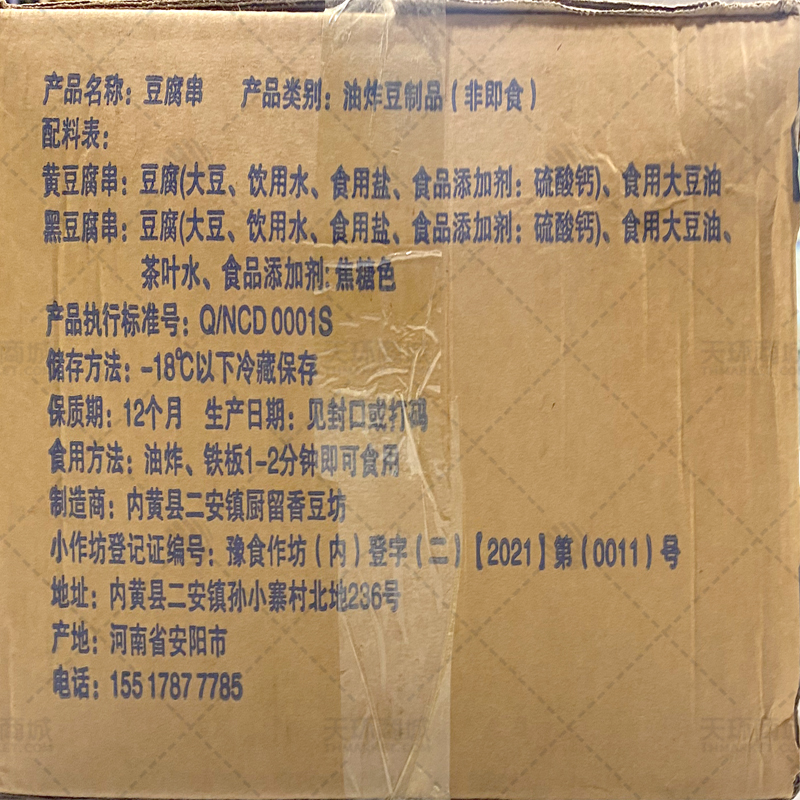 产品名称：豆腐串 产品类别：油炸豆制品（非即食）
配料表：
黄豆腐串：豆腐(大豆、饮用水、食用盐、食品添加剂：硫酸钙)、食用大豆油
黑豆腐串：豆腐(大豆、饮用水、食用盐、食品添加剂：硫酸钙)、食用大豆油、
茶叶水、食品添加剂:焦糖色
产品执行标准号：Q/NCD 0001S
储存方法：-18℃以下冷藏保存
保质期：12个月 生产日期：见封口或打码
食用方法：油炸、铁板1-2分钟即可食用
制造商：内黄县二安镇厨留香豆坊
小作坊登记证编号：豫食作坊（内）登字（二）【2021】第（0011）号
地址：内黄县二安镇孙小寨村北地236号
产地：河南省安阳市
电话：155 1787 7785